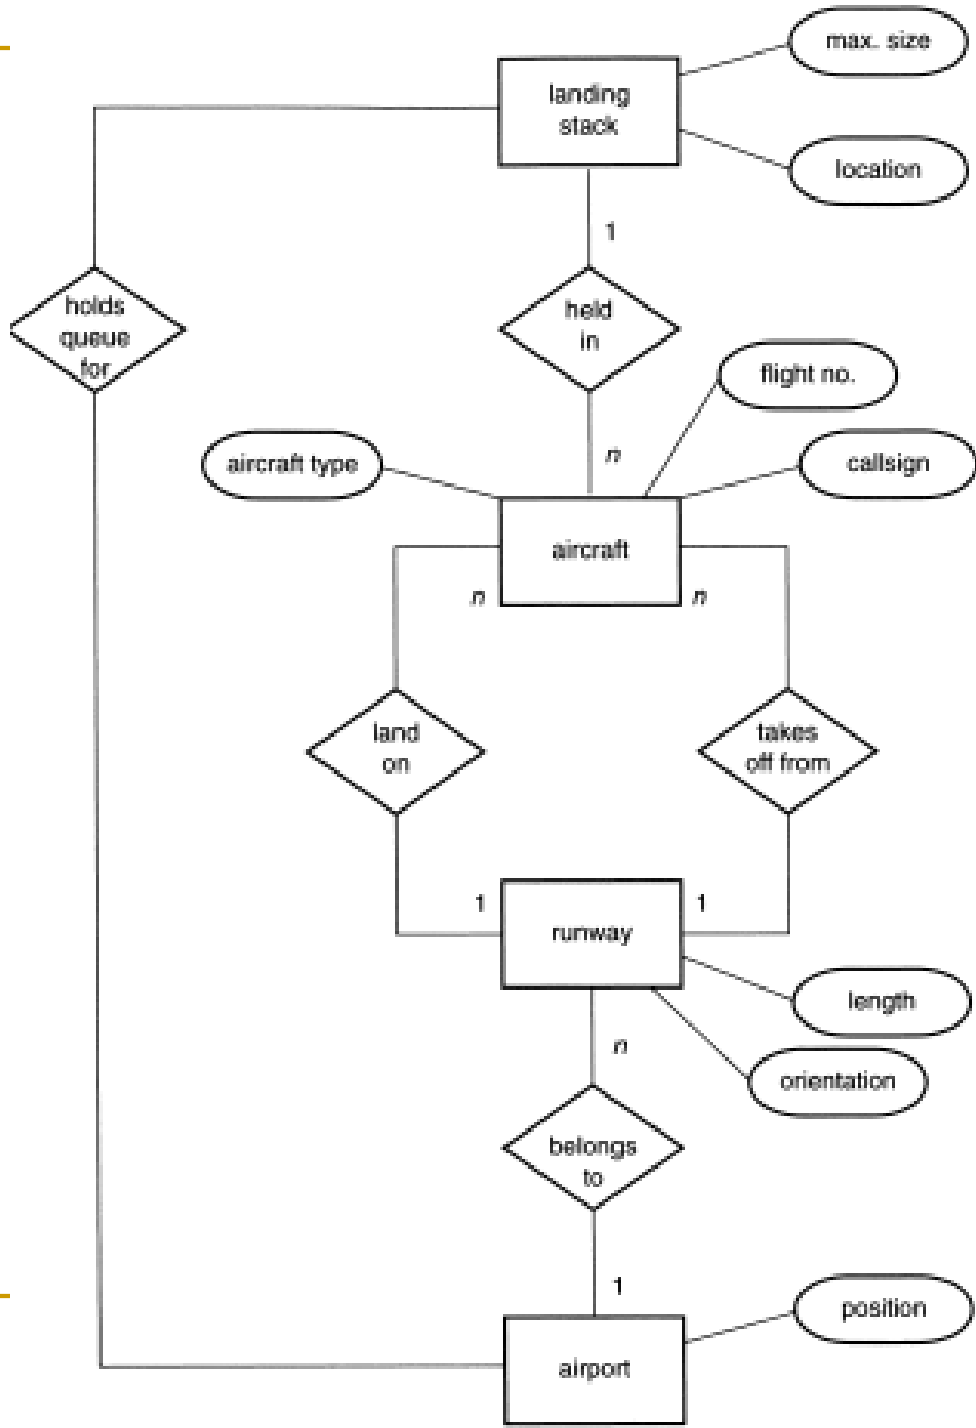 max. size
landing
stack
location
1
holds
queue
for
held
in
flight no.
n
aircraft type
callsign
aircraft
n
n
land
on
takes
off from
1
1
runway
length
n
orientation
belongs
to
1
position
airport